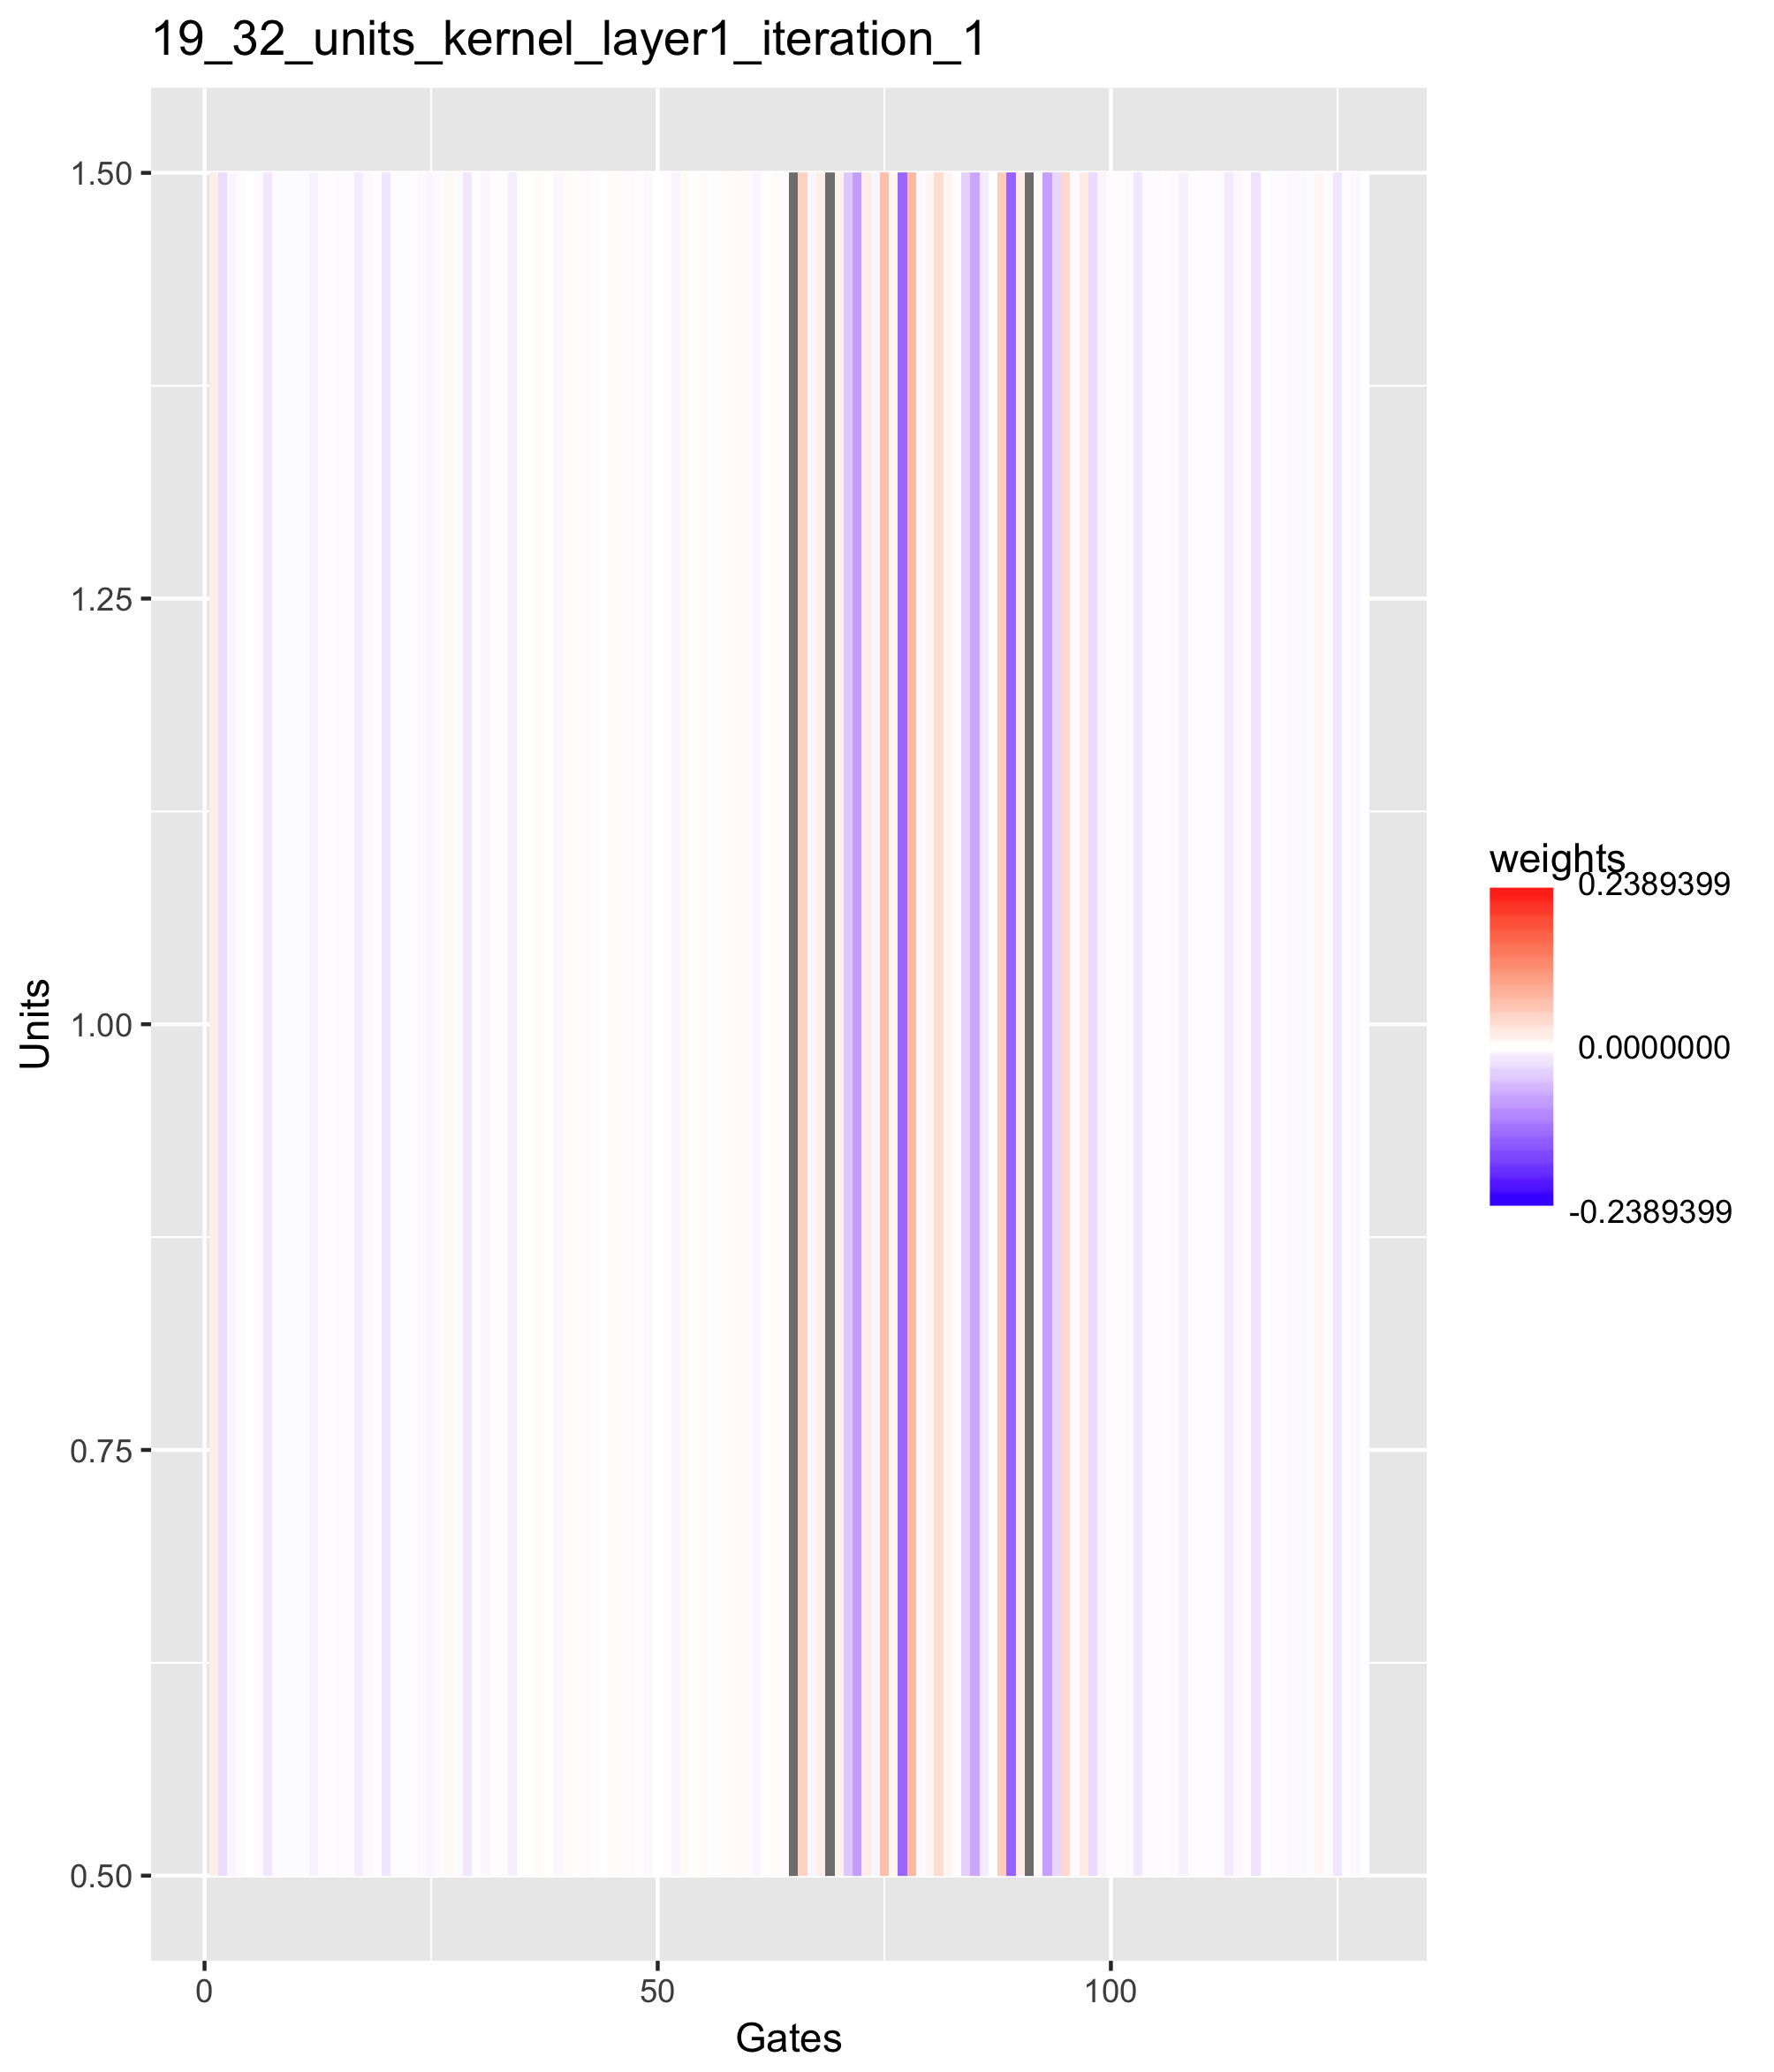 19_32_units_kernel_layer1_iteration_1
1.50
1.25
1.00
0.75
0.50
Units
0
50
100
Gates
weights
0.2389399
0.0000000
-0.2389399